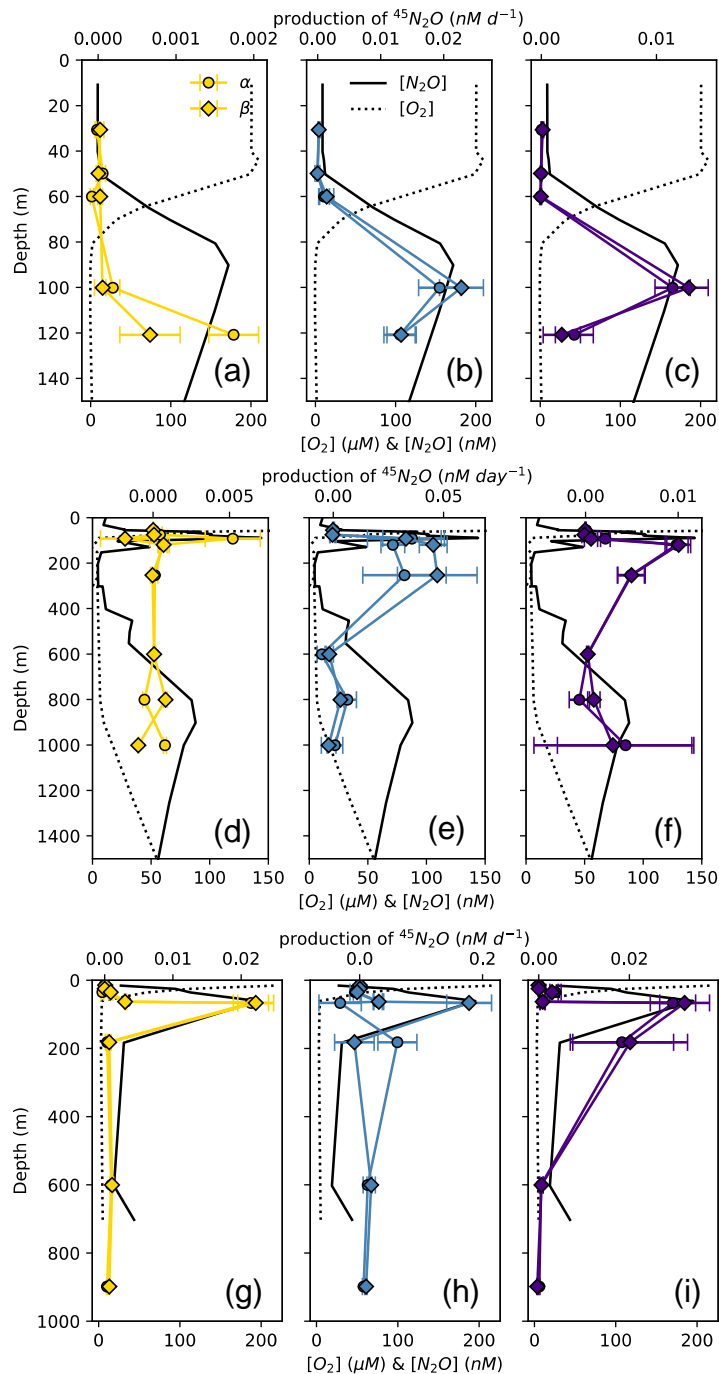 production of ⁴⁵N₂O (nM d⁻¹)
0.000 0.001 0.002 0.00 0.01 0.02 0.00 0.01
0
20
40
60
80
100
120
140
Depth (m)
α
β
[N₂O]
[O₂]
(a) (b) (c)
0 100 200 0 100 200 0 100 200
[O₂] (μM) & [N₂O] (nM)
production of ⁴⁵N₂O (nM day⁻¹)
0.000 0.005 0.00 0.05 0.00 0.01
0
200
400
600
800
1000
1200
1400
Depth (m)
(d) (e) (f)
0 50 100 150 0 50 100 150 0 50 100 150
[O₂] (μM) & [N₂O] (nM)
production of ⁴⁵N₂O (nM d⁻¹)
0.00 0.01 0.02 0.0 0.2 0.00 0.02
0
200
400
600
800
1000
Depth (m)
(g) (h) (i)
0 100 200 0 100 200 0 100 200
[O₂] (μM) & [N₂O] (nM)